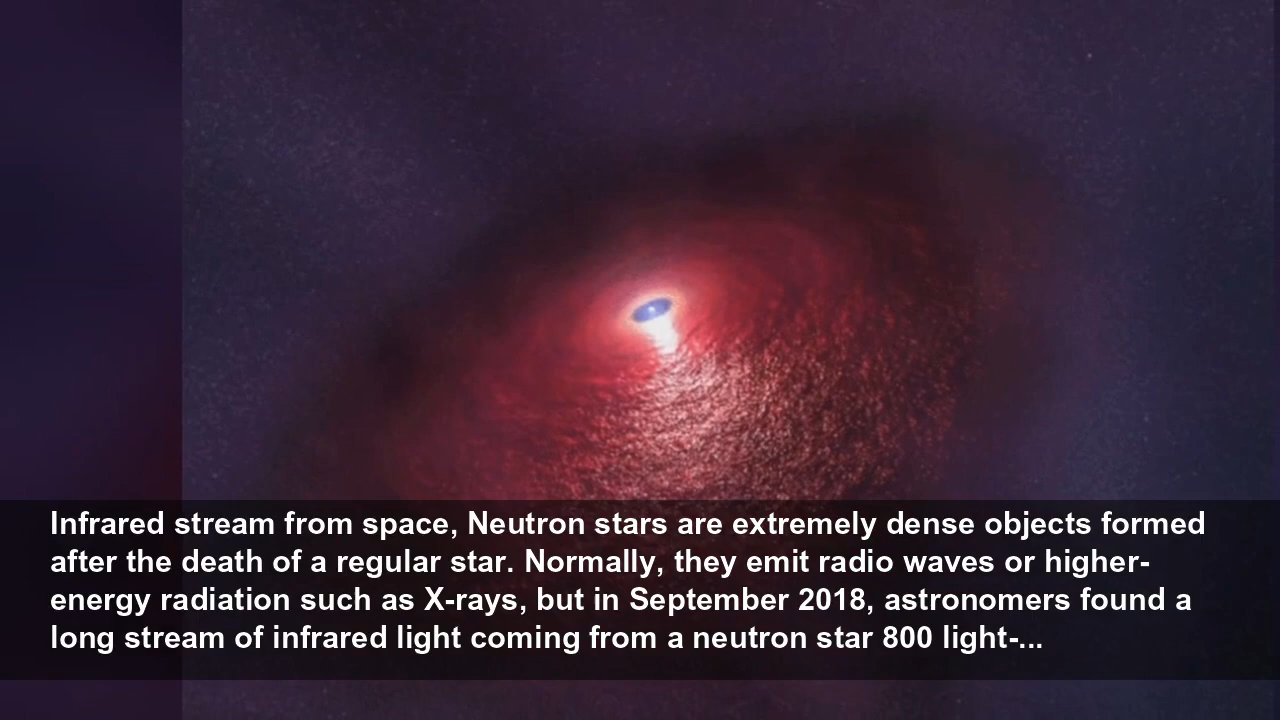 Infrared stream from space, Neutron stars are extremely dense objects formed
after the death of a regular star. Normally, they emit radio waves or higher-
energy radiation such as X-rays, but in September 2018, astronomers found a
long stream of infrared light coming from a neutron star 800 light-...